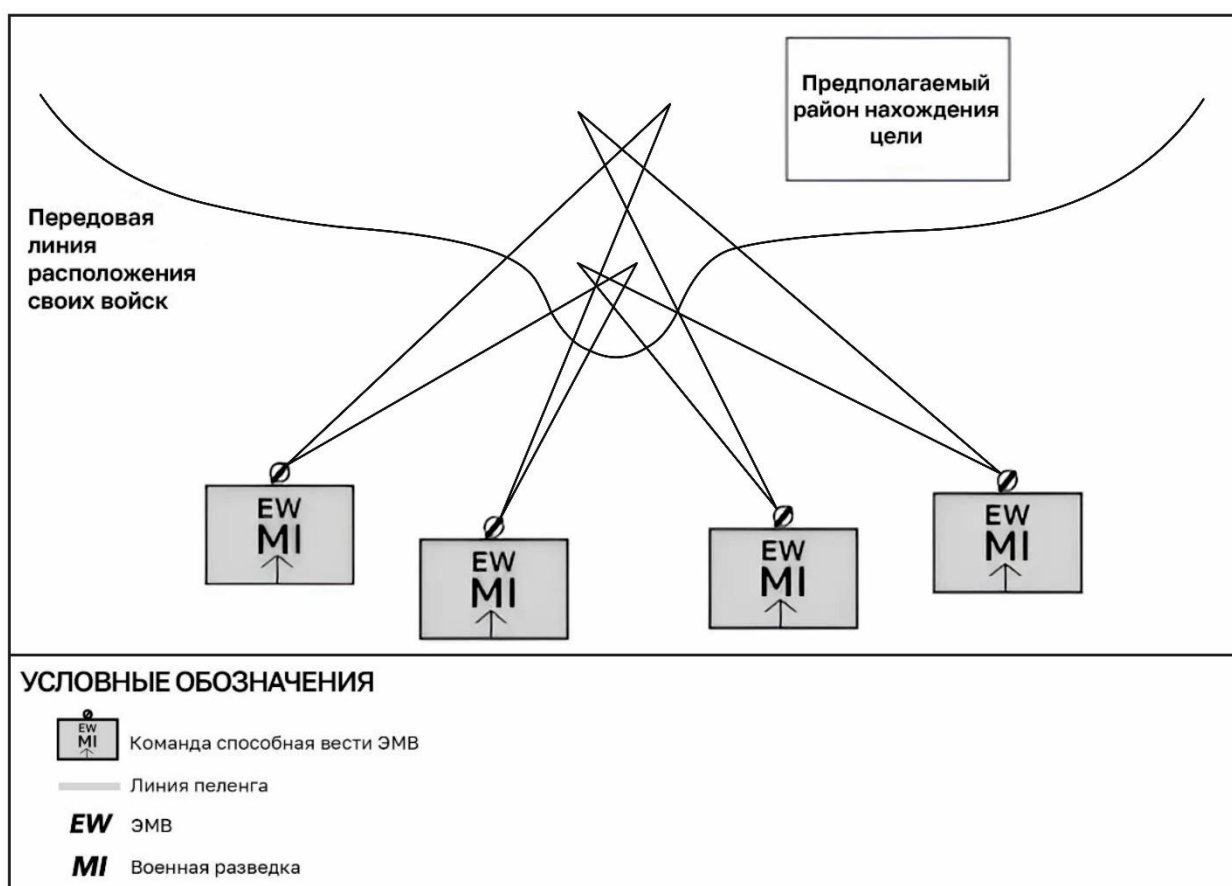 Предполагаемый
район нахождения
цели
Передовая
линия
расположения
своих войск
EW
MI
EW
MI
EW
MI
EW
MI
УСЛОВНЫЕ ОБОЗНАЧЕНИЯ
EW
MI
Команда способная вести ЭМВ
Линия пеленга
EW ЭМВ
MI Военная разведка